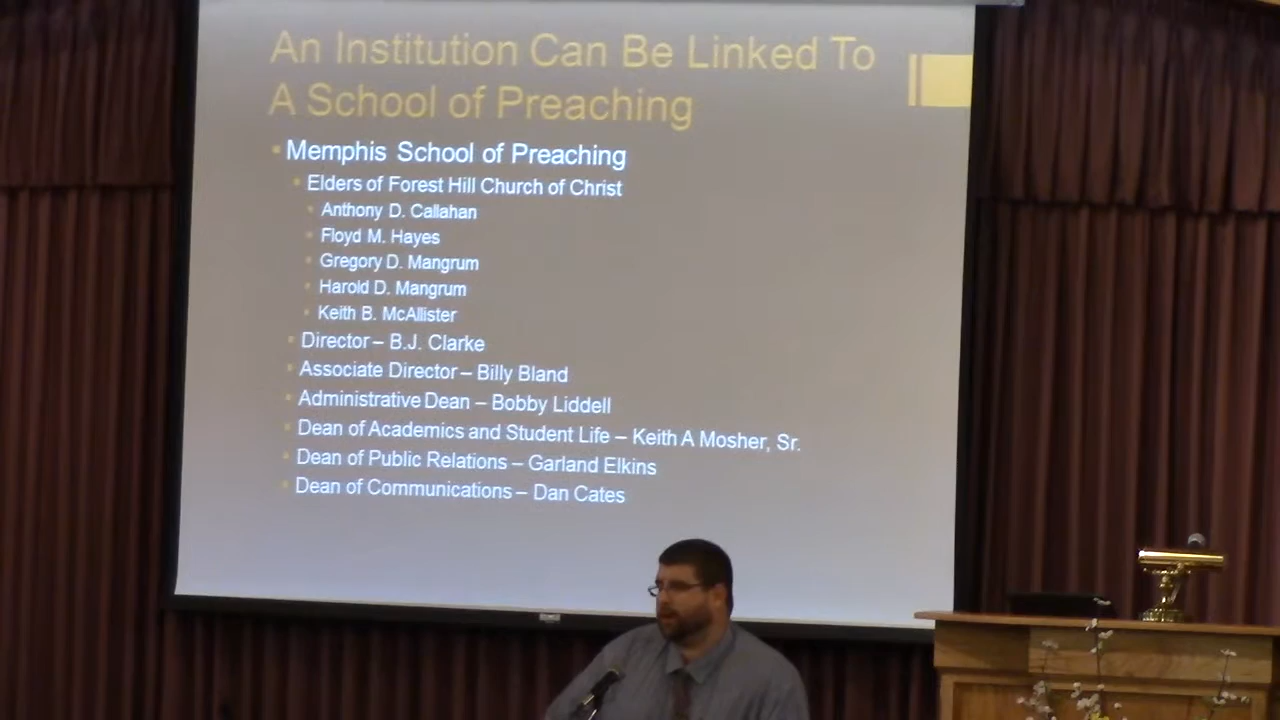 An Institution Can Be Linked To
A School of Preaching
Memphis School of Preaching
Elders of Forest Hill Church of Christ
Anthony D. Callahan
Floyd M. Hayes
Gregory D. Mangrum
Harold D. Mangrum
Keith B. McAllister
Director – B.J. Clarke
Associate Director – Billy Bland
Administrative Dean – Bobby Liddell
Dean of Academics and Student Life – Keith A Mosher, Sr.
Dean of Public Relations – Garland Elkins
Dean of Communications – Dan Cates